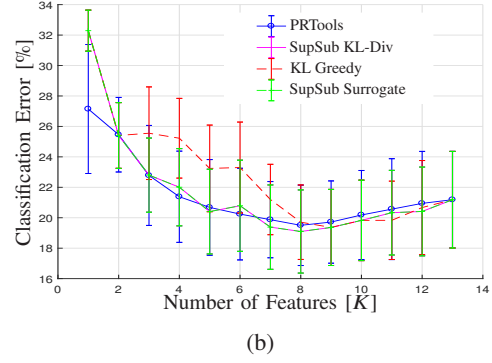 34
32
30
28
26
24
22
20
18
16
0
2
4
6
8
10
12
14
Classification Error [%]
Number of Features [K]
PRTools
SupSub KL-Div
KL Greedy
SupSub Surrogate
(b)